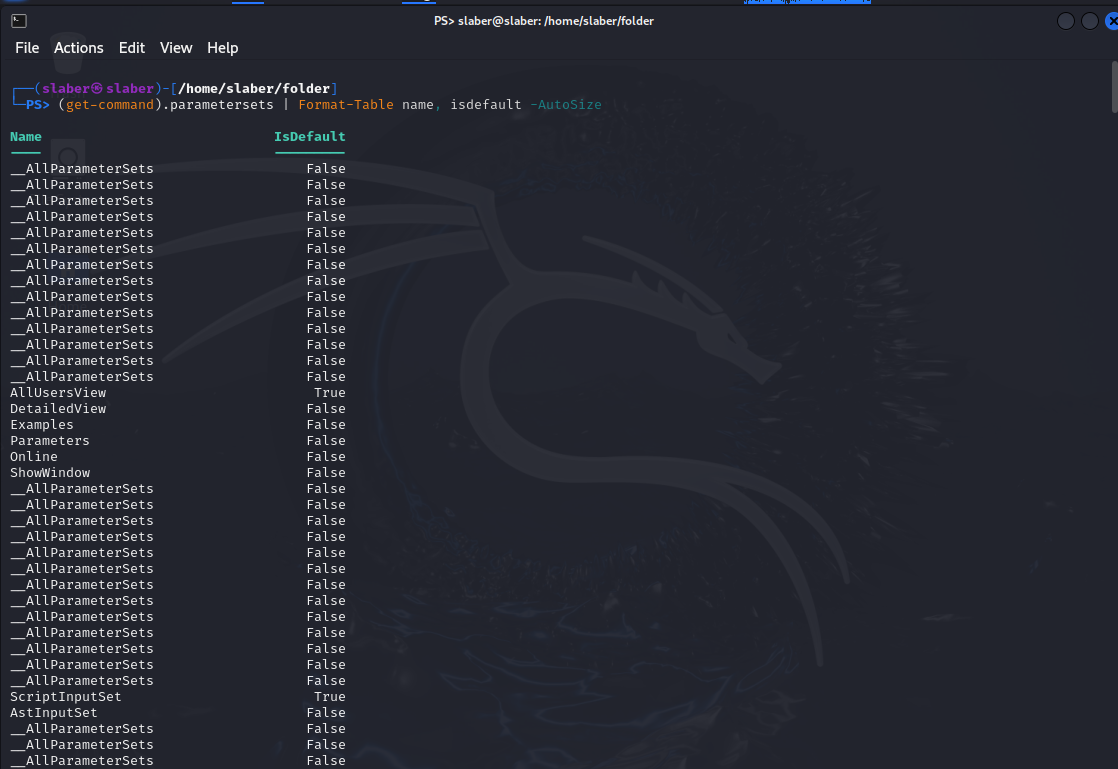 PS> slaber@slaber: /home/slaber/folder
File Actions Edit View Help
┌──(slaber㉿slaber)-[/home/slaber/folder]
└─PS> (get-command).parametersets | Format-Table name, isdefault -AutoSize
Name IsDefault
__AllParameterSets False
__AllParameterSets False
__AllParameterSets False
__AllParameterSets False
__AllParameterSets False
__AllParameterSets False
__AllParameterSets False
__AllParameterSets False
__AllParameterSets False
__AllParameterSets False
__AllParameterSets False
__AllParameterSets False
__AllParameterSets False
__AllParameterSets False
AllUsersView True
DetailedView False
Examples False
Parameters False
Online False
ShowWindow False
__AllParameterSets False
__AllParameterSets False
__AllParameterSets False
__AllParameterSets False
__AllParameterSets False
__AllParameterSets False
__AllParameterSets False
__AllParameterSets False
__AllParameterSets False
__AllParameterSets False
__AllParameterSets False
__AllParameterSets False
__AllParameterSets False
ScriptInputSet True
AstInputSet False
__AllParameterSets False
__AllParameterSets False
__AllParameterSets False